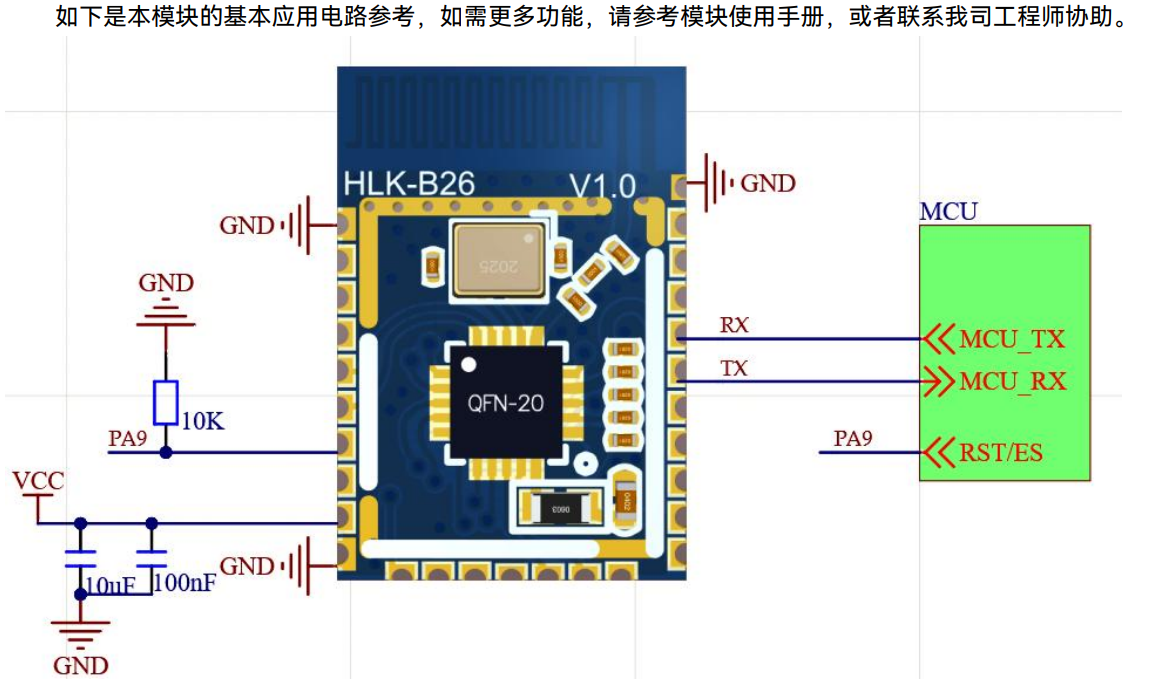 如下是本模块的基本应用电路参考，如需更多功能，请参考模块使用手册，或者联系我司工程师协助。
HLK-B26 V1.0
GND
GND
MCU
2025
GND
RX
MCU_TX
TX
MCU_RX
QFN-20
10K
PA9
PA9
RST/ES
VCC
0603
0402
GND
10uF
100nF
GND